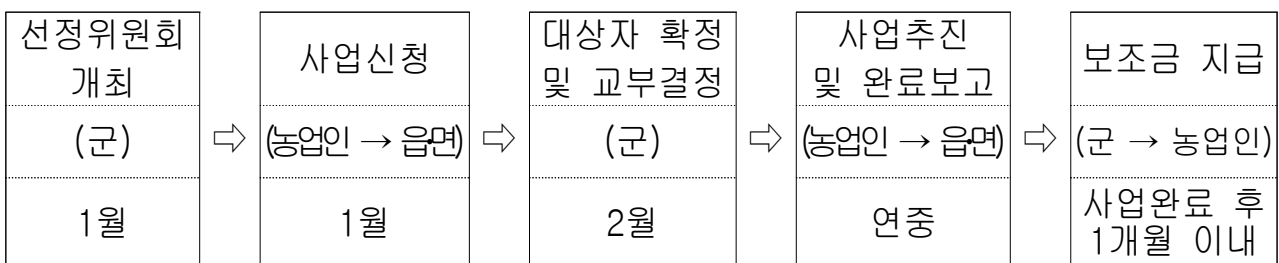 선정위원회
개최
(군)
1월
⇨
사업신청
(농업인 → 읍·면)
1월
⇨
대상자 확정
및 교부결정
(군)
2월
⇨
사업추진
및 완료보고
(농업인 → 읍·면)
연중
⇨
보조금 지급
(군 → 농업인)
사업완료 후
1개월 이내